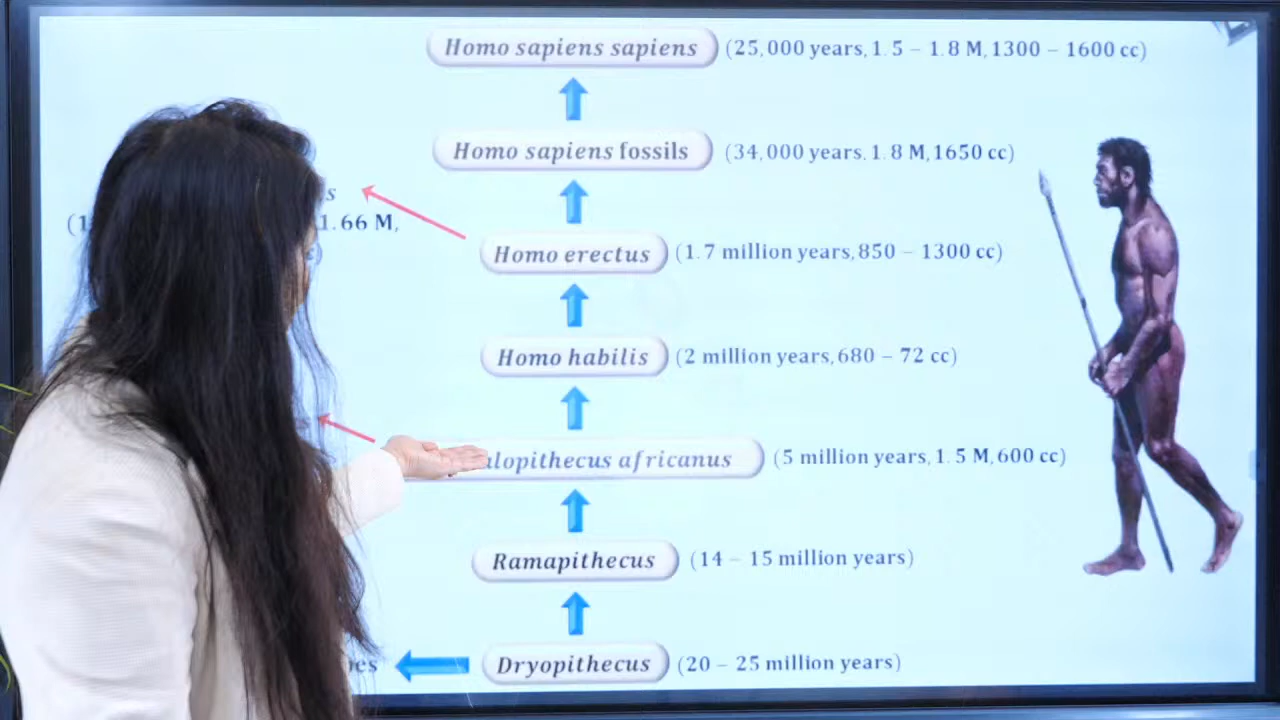 Homo sapiens sapiens (25,000 years, 1.5 – 1.8 M, 1300 – 1600 cc)
Homo sapiens fossils (34,000 years, 1.8 M, 1650 cc)
1.66 M,
Homo erectus (1.7 million years, 850 – 1300 cc)
Homo habilis (2 million years, 680 – 72 cc)
alopithecus africanus (5 million years, 1.5 M, 600 cc)
Ramapithecus (14 – 15 million years)
Dryopithecus (20 – 25 million years)